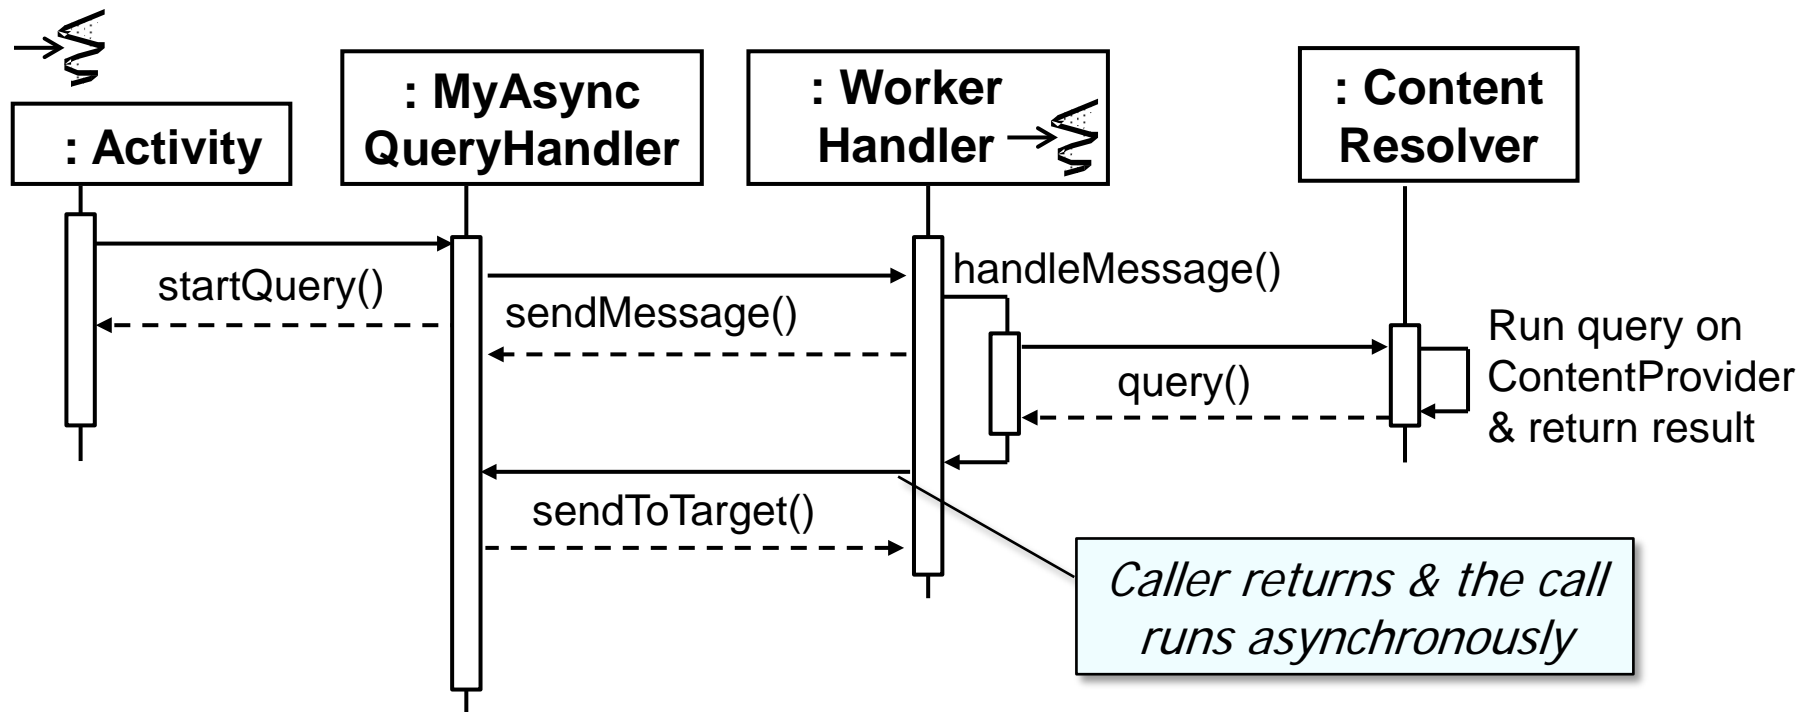 : Activity
: MyAsync
QueryHandler
: Worker
Handler
: Content
Resolver
startQuery()
sendMessage()
handleMessage()
query()
Run query on
ContentProvider
& return result
sendToTarget()
Caller returns & the call
runs asynchronously